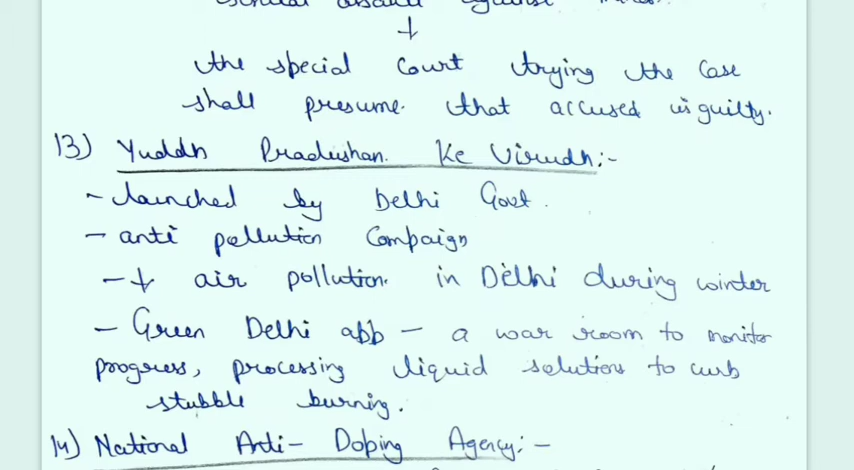 ↓
the special Court trying the case
shall presume that accused is guilty.
13) Yuddh Pradushan Ke Virudh:-
- launched by Delhi Govt.
- anti pollution Campaign
- ↓ air pollution in Delhi during winter
- Green Delhi abb - a war room to monitor
progress, processing liquid solutions to curb
stubble burning.
14) National Anti-Doping Agency:-